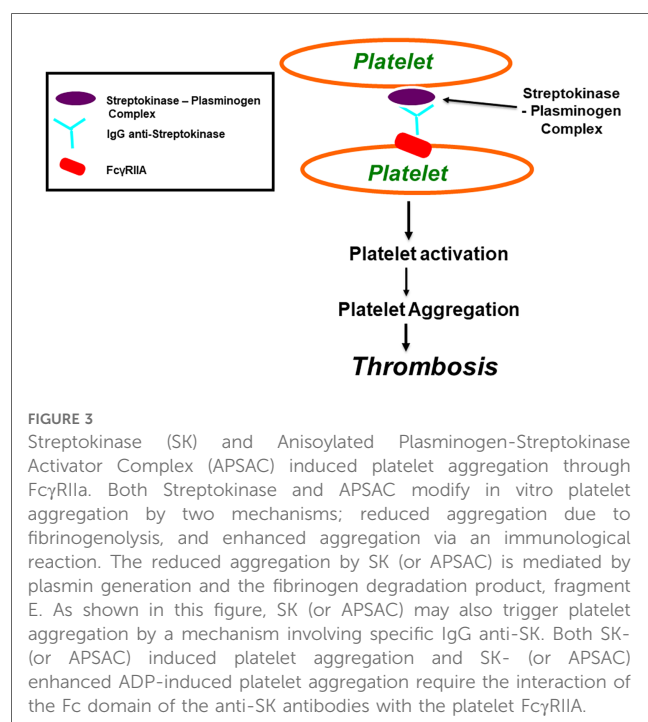 Platelet
Streptokinase – Plasminogen
Complex
IgG anti-Streptokinase
FcγRIIA
Streptokinase
- Plasminogen
Complex
Platelet
Platelet activation
Platelet Aggregation
Thrombosis
FIGURE 3
Streptokinase (SK) and Anisoylated Plasminogen-Streptokinase
Activator Complex (APSAC) induced platelet aggregation through
FcγRIIa. Both Streptokinase and APSAC modify in vitro platelet
aggregation by two mechanisms; reduced aggregation due to
fibrinogenolysis, and enhanced aggregation via an immunological
reaction. The reduced aggregation by SK (or APSAC) is mediated by
plasmin generation and the fibrinogen degradation product, fragment
E. As shown in this figure, SK (or APSAC) may also trigger platelet
aggregation by a mechanism involving specific IgG anti-SK. Both SK-
(or APSAC) induced platelet aggregation and SK- (or APSAC)
enhanced ADP-induced platelet aggregation require the interaction of
the Fc domain of the anti-SK antibodies with the platelet FcγRIIA.